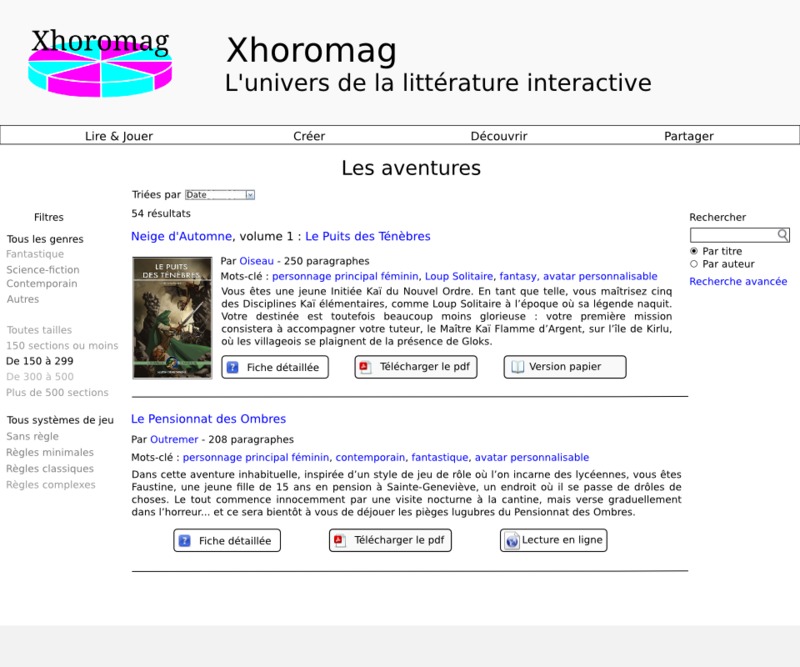 Xhoromag
Xhoromag
L'univers de la littérature interactive
Lire & Jouer
Créer
Découvrir
Partager
Les aventures
Triées par Date
54 résultats
Filtres
Tous les genres
Fantastique
Science-fiction
Contemporain
Autres
Toutes tailles
150 sections ou moins
De 150 à 299
De 300 à 500
Plus de 500 sections
Tous systèmes de jeu
Sans règle
Règles minimales
Règles classiques
Règles complexes
Neige d'Automne, volume 1 : Le Puits des Ténèbres
LE PUITS
DES TÉNÈBRES
Par Oiseau - 250 paragraphes
Mots-clé : personnage principal féminin, Loup Solitaire, fantasy, avatar personnalisable
Vous êtes une jeune Initiée Kaï du Nouvel Ordre. En tant que telle, vous maîtrisez cinq
des Disciplines Kaï élémentaires, comme Loup Solitaire à l’époque où sa légende naquit.
Votre destinée est toutefois beaucoup moins glorieuse : votre première mission
consistera à accompagner votre tuteur, le Maître Kaï Flamme d’Argent, sur l’île de Kirlu,
où les villageois se plaignent de la présence de Gloks.
Fiche détaillée
Télécharger le pdf
Version papier
Le Pensionnat des Ombres
Par Outremer - 208 paragraphes
Mots-clé : personnage principal féminin, contemporain, fantastique, avatar personnalisable
Dans cette aventure inhabituelle, inspirée d’un style de jeu de rôle où l’on incarne des lycéennes, vous êtes
Faustine, une jeune fille de 15 ans en pension à Sainte-Geneviève, un endroit où il se passe de drôles de
choses. Le tout commence innocemment par une visite nocturne à la cantine, mais verse graduellement
dans l’horreur... et ce sera bientôt à vous de déjouer les pièges lugubres du Pensionnat des Ombres.
Fiche détaillée
Télécharger le pdf
Lecture en ligne
Rechercher
Par titre
Par auteur
Recherche avancée